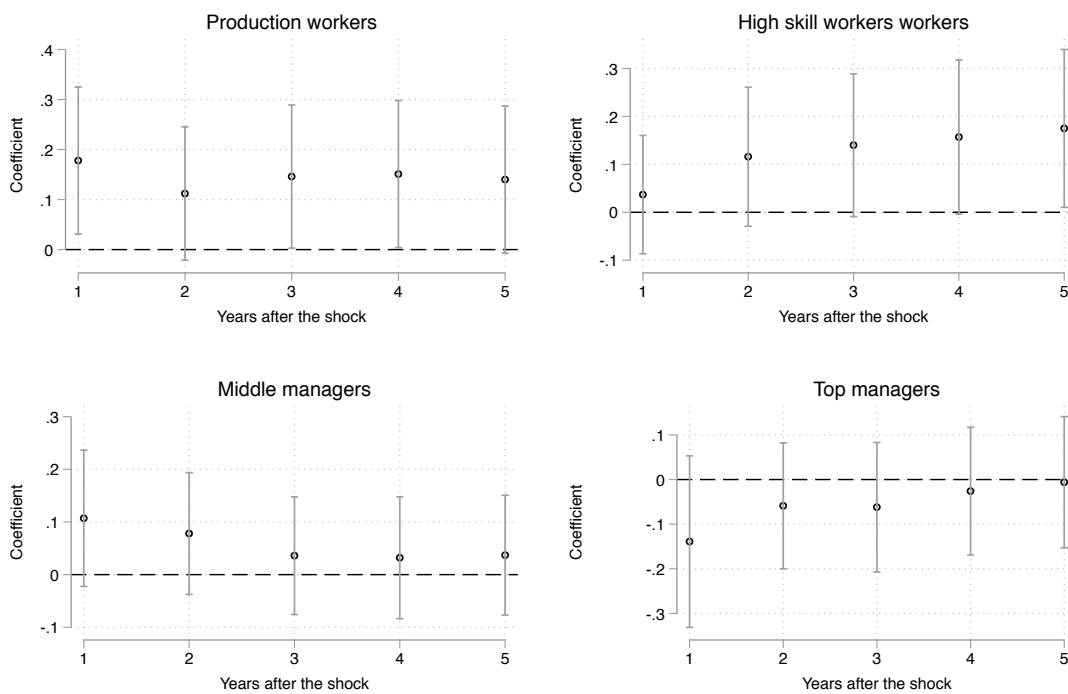 Production workers
Coefficient
.4
.3
.2
.1
0
1 2 3 4 5
Years after the shock
High skill workers workers
Coefficient
.3
.2
.1
0
-.1
1 2 3 4 5
Years after the shock
Middle managers
Coefficient
.3
.2
.1
0
-.1
1 2 3 4 5
Years after the shock
Top managers
Coefficient
.1
0
-.1
-.2
-.3
1 2 3 4 5
Years after the shock